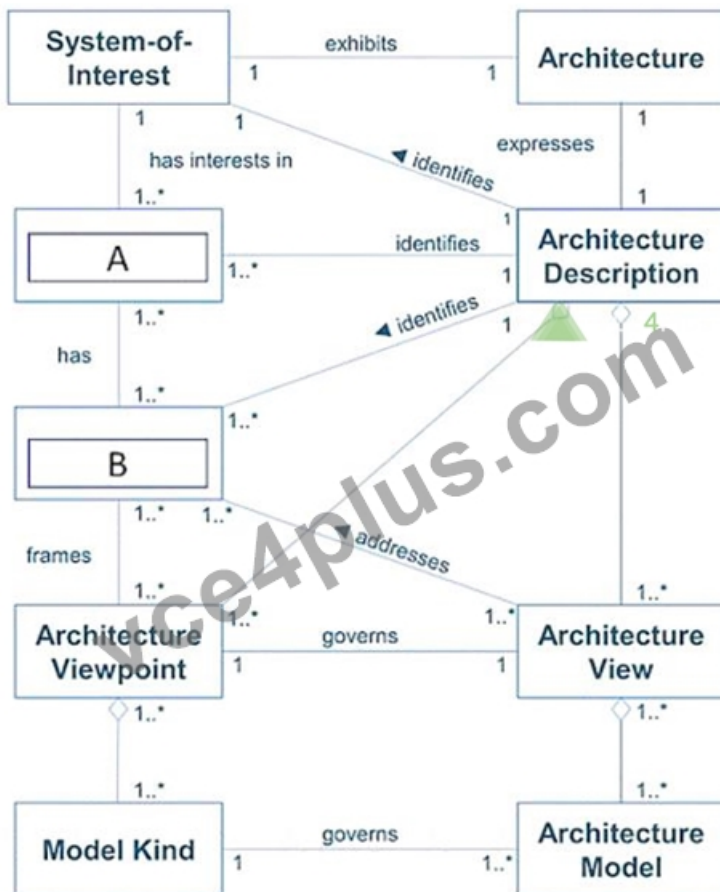 System-of-
Interest
exhibits
1
1
Architecture
1
1
1
has interests in
expresses
identifies
1..*
1
1
A
identifies
Architecture
Description
1..*
1
1..*
identifies
1
4
has
1..*
1..*
B
1..*
1..*
addresses
frames
1..*
1..*
1..*
1..*
Architecture
Viewpoint
governs
Architecture
View
1
1
1..*
1..*
1..*
1..*
Model Kind
governs
Architecture
Model
1
1..*
vce4plus.com